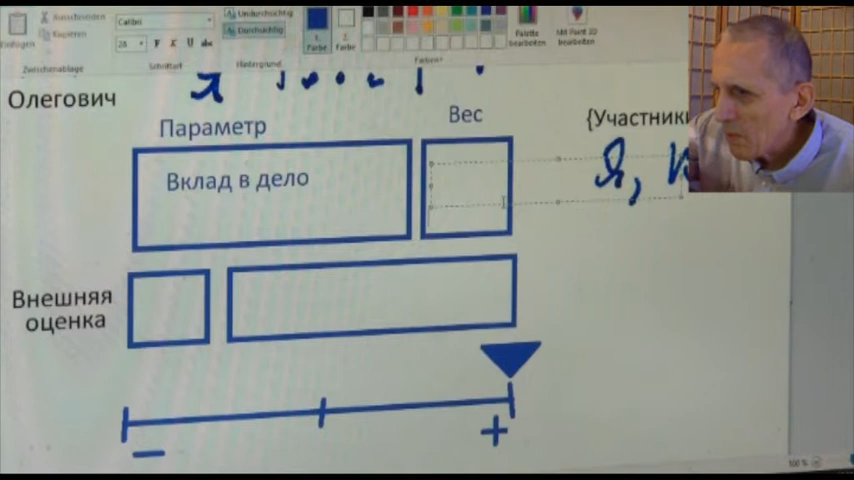 Einfügen
Ausschneiden
Kopieren
Zwischenablage
Calibri
28
F K U abc
Schriftart
Undurchsichtig
Durchsichtig
Hintergrund
1.
Farbe
2.
Farbe
Farben
Palette
bearbeiten
Mit Paint 3D
bearbeiten
Олегович
Параметр
Вес
{Участники
Вклад в дело
Я,
Внешняя
оценка
−
+
100 %